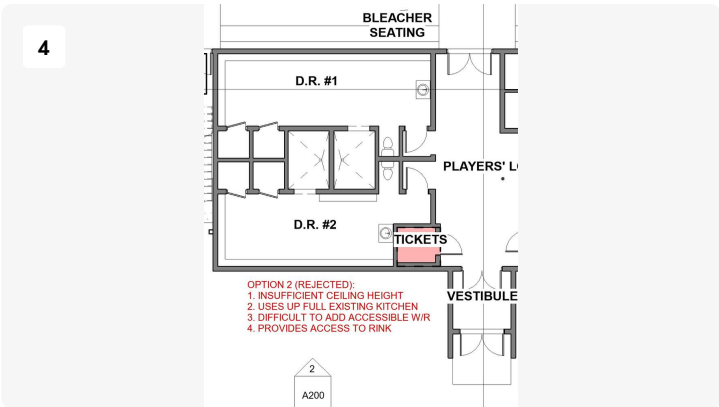 4
BLEACHER
SEATING
D.R. #1
PLAYERS' L
D.R. #2
TICKETS
OPTION 2 (REJECTED):
1. INSUFFICIENT CEILING HEIGHT
2. USES UP FULL EXISTING KITCHEN
3. DIFFICULT TO ADD ACCESSIBLE W/R
4. PROVIDES ACCESS TO RINK
VESTIBULE
2
A200